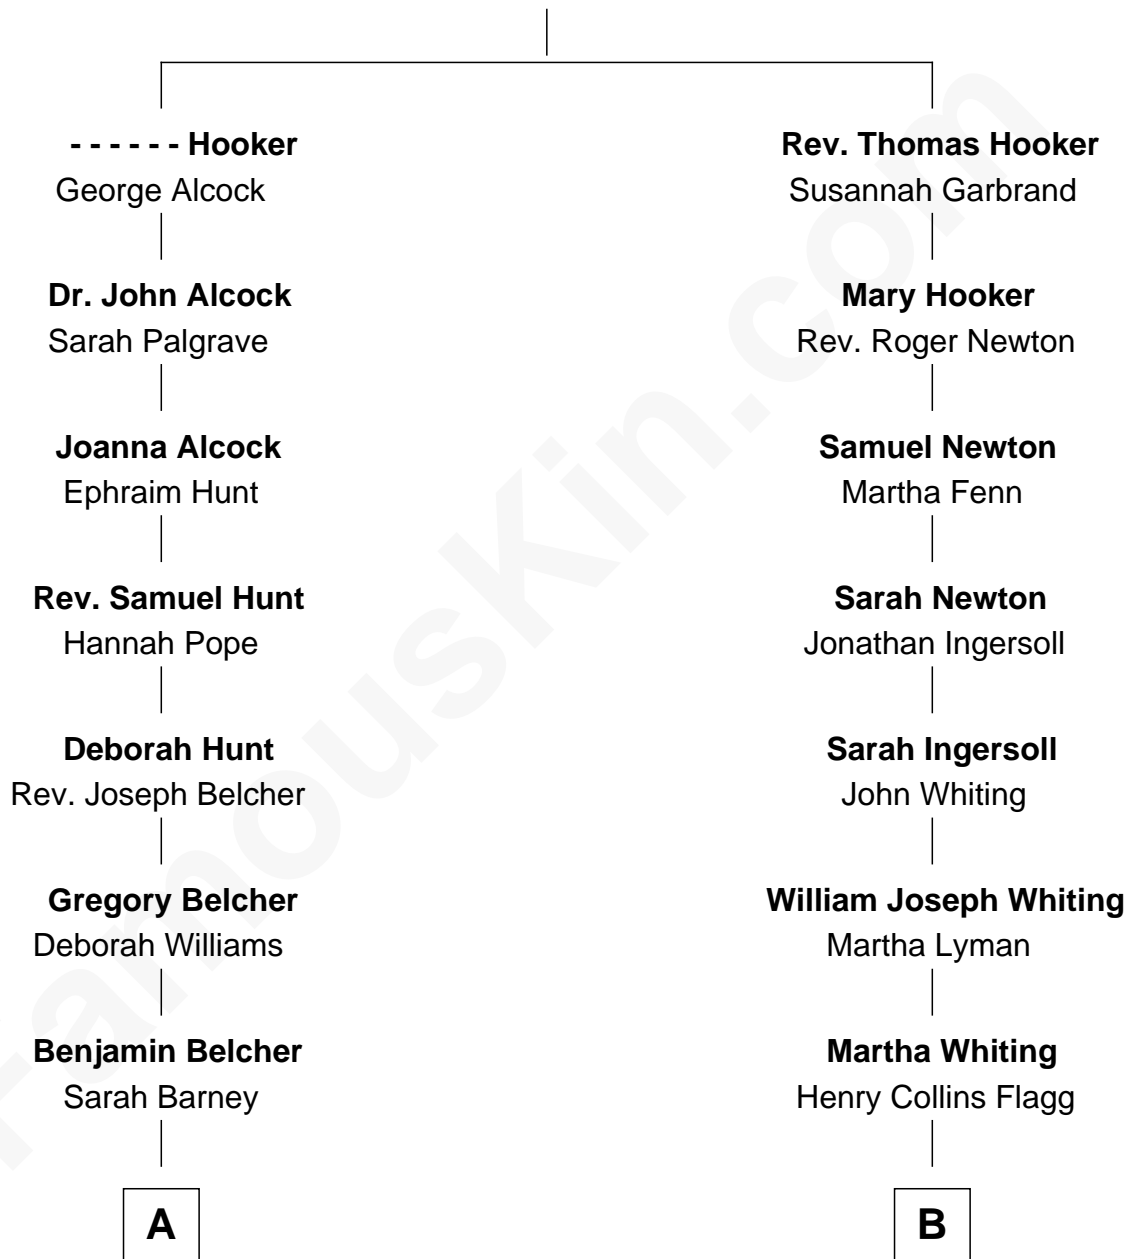 - - - - - - Hooker
George Alcock
Dr. John Alcock
Sarah Palgrave
Joanna Alcock
Ephraim Hunt
Rev. Samuel Hunt
Hannah Pope
Deborah Hunt
Rev. Joseph Belcher
Gregory Belcher
Deborah Williams
Benjamin Belcher
Sarah Barney
A
Rev. Thomas Hooker
Susannah Garbrand
Mary Hooker
Rev. Roger Newton
Samuel Newton
Martha Fenn
Sarah Newton
Jonathan Ingersoll
Sarah Ingersoll
John Whiting
William Joseph Whiting
Martha Lyman
Martha Whiting
Henry Collins Flagg
B
FamousKin.com